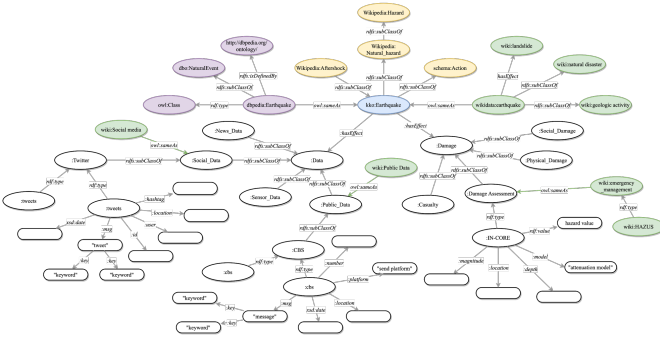 Wikipedia:Hazard
rdfs:subClassOf
http://dbpedia.org/
ontology/
Wikipedia:
Natural_hazard
wiki:landslide
dbo:NaturalEvent
rdfs:isDefinedBy
Wikipedia:Aftershock
rdfs:subClassOf
schema:Action
hasEffect
wiki:natural disaster
rdfs:subClassOf
rdfs:subClassOf
rdfs:subClassOf
rdfs:subClassOf
owl:Class
rdf:type
dbpedia:Earthquake
owl:sameAs
kko:Earthquake
owl:sameAs
wikidata:earthquake
rdfs:subClassOf
wiki:geologic activity
wiki:Social media
:News_Data
:hasEffect
:hasEffect
:Social_Damage
owl:sameAs
rdfs:subClassOf
:Damage
rdfs:subClassOf
:Twitter
rdfs:subClassOf
:Social_Data
rdfs:subClassOf
:Data
rdfs:subClassOf
:Physical_Damage
rdfs:subClassOf
wiki:Public Data
rdfs:subClassOf
rdf:type
rdf:type
rdfs:subClassOf
rdfs:subClassOf
owl:sameAs
wiki:emergency
management
:tweets
:hashtag
:Sensor_Data
:Public_Data
:Casualty
:Damage Assessment
owl:sameAs
:tweets
:location
rdf:type
xsd:date
:user
rdfs:subClassOf
rdf:type
hazard value
wiki:HAZUS
:msg
:id
:IN-CORE
rdf:value
"tweet"
:CBS
:number
:model
:key
:key
:cbs
rdf:type
rdf:type
"send platform"
:magnitude
:location
:depth
"attenuation model"
"keyword"
"keyword"
:platform
:cbs
"keyword"
:msg
:location
:key
xsd:date
"message"
"keyword"
:key